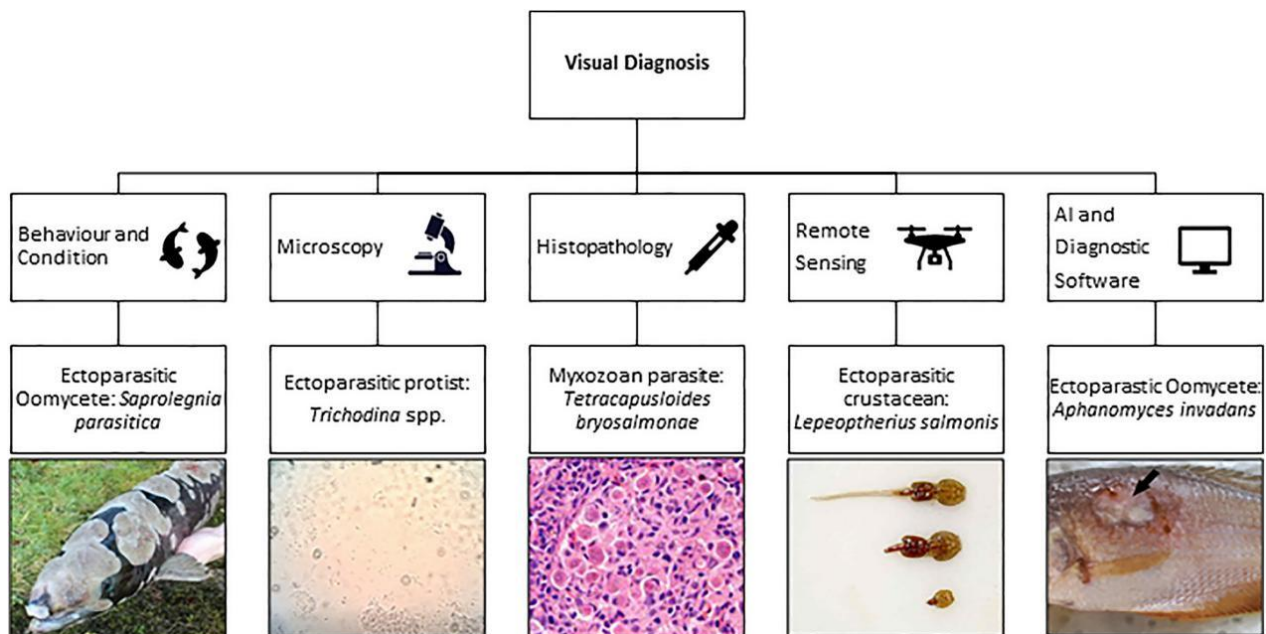 Visual Diagnosis
Behaviour and
Condition
Microscopy
Histopathology
Remote
Sensing
AI and
Diagnostic
Software
Ectoparasitic
Oomycete: Saprolegnia
parasitica
Ectoparasitic protist:
Trichodina spp.
Myxozoan parasite:
Tetracapusloides
bryosalmonae
Ectoparasitic
crustacean:
Lepeoptherius salmonis
Ectoparastic Oomycete:
Aphanomyces invadans